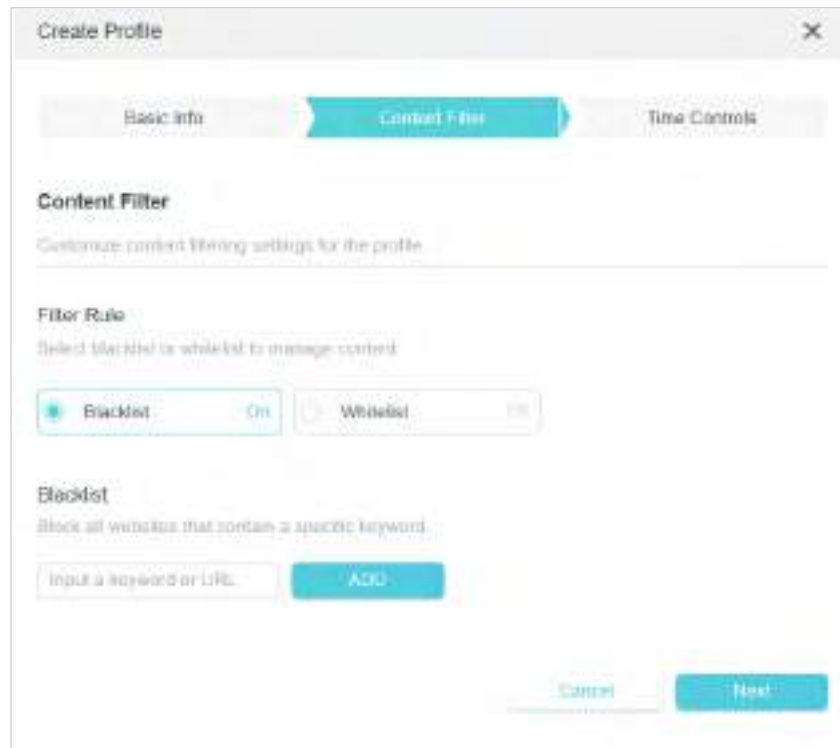 Create Profile
Basic Info
Content Filter
Time Controls
Content Filter
Customize content filtering settings for the profile.
Filter Rule
Select blacklist or whitelist to manage content.
Blacklist On
Whitelist Off
Blacklist
Block all websites that contain a specific keyword.
Input a keyword or URL
ADD
Cancel
Next